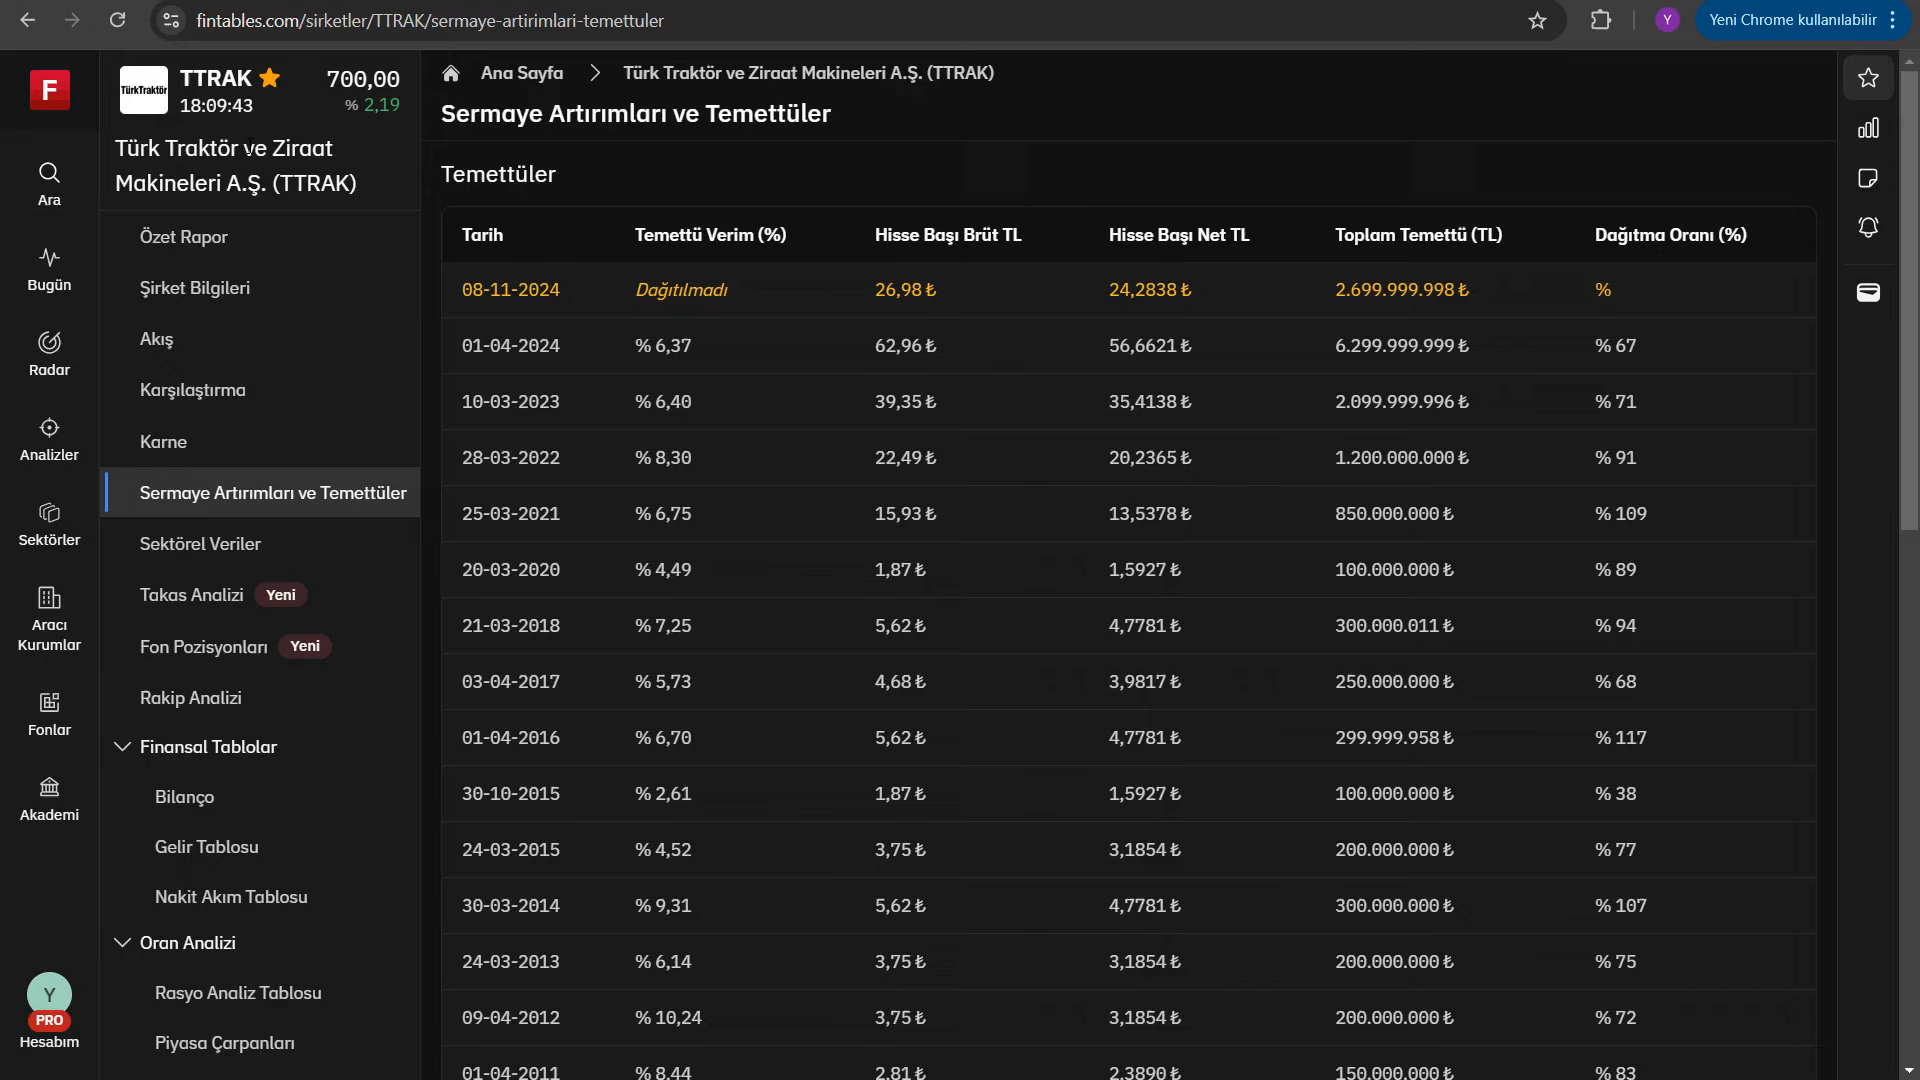 fintables.com/sirketler/TTRAK/sermaye-artirimlari-temettuler
Y
Yeni Chrome kullanılabilir
F
Ara
Bugün
Radar
Analizler
Sektörler
Aracı
Kurumlar
Fonlar
Akademi
Y
PRO
Hesabım
TürkTraktör
TTRAK
18:09:43
700,00
% 2,19
Türk Traktör ve Ziraat
Makineleri A.Ş. (TTRAK)
Özet Rapor
Şirket Bilgileri
Akış
Karşılaştırma
Karne
Sermaye Artırımları ve Temettüler
Sektörel Veriler
Takas Analizi Yeni
Fon Pozisyonları Yeni
Rakip Analizi
Finansal Tablolar
Bilanço
Gelir Tablosu
Nakit Akım Tablosu
Oran Analizi
Rasyo Analiz Tablosu
Piyasa Çarpanları
Ana Sayfa > Türk Traktör ve Ziraat Makineleri A.Ş. (TTRAK)
Sermaye Artırımları ve Temettüler
Temettüler
Tarih Temettü Verim (%) Hisse Başı Brüt TL Hisse Başı Net TL Toplam Temettü (TL) Dağıtma Oranı (%)
08-11-2024 Dağıtılmadı 26,98 ₺ 24,2838 ₺ 2.699.999.998 ₺ %
01-04-2024 % 6,37 62,96 ₺ 56,6621 ₺ 6.299.999.999 ₺ % 67
10-03-2023 % 6,40 39,35 ₺ 35,4138 ₺ 2.099.999.996 ₺ % 71
28-03-2022 % 8,30 22,49 ₺ 20,2365 ₺ 1.200.000.000 ₺ % 91
25-03-2021 % 6,75 15,93 ₺ 13,5378 ₺ 850.000.000 ₺ % 109
20-03-2020 % 4,49 1,87 ₺ 1,5927 ₺ 100.000.000 ₺ % 89
21-03-2018 % 7,25 5,62 ₺ 4,7781 ₺ 300.000.011 ₺ % 94
03-04-2017 % 5,73 4,68 ₺ 3,9817 ₺ 250.000.000 ₺ % 68
01-04-2016 % 6,70 5,62 ₺ 4,7781 ₺ 299.999.958 ₺ % 117
30-10-2015 % 2,61 1,87 ₺ 1,5927 ₺ 100.000.000 ₺ % 38
24-03-2015 % 4,52 3,75 ₺ 3,1854 ₺ 200.000.000 ₺ % 77
30-03-2014 % 9,31 5,62 ₺ 4,7781 ₺ 300.000.000 ₺ % 107
24-03-2013 % 6,14 3,75 ₺ 3,1854 ₺ 200.000.000 ₺ % 75
09-04-2012 % 10,24 3,75 ₺ 3,1854 ₺ 200.000.000 ₺ % 72
01-04-2011 % 8,44 2,81 ₺ 2,3890 ₺ 150.000.000 ₺ % 83